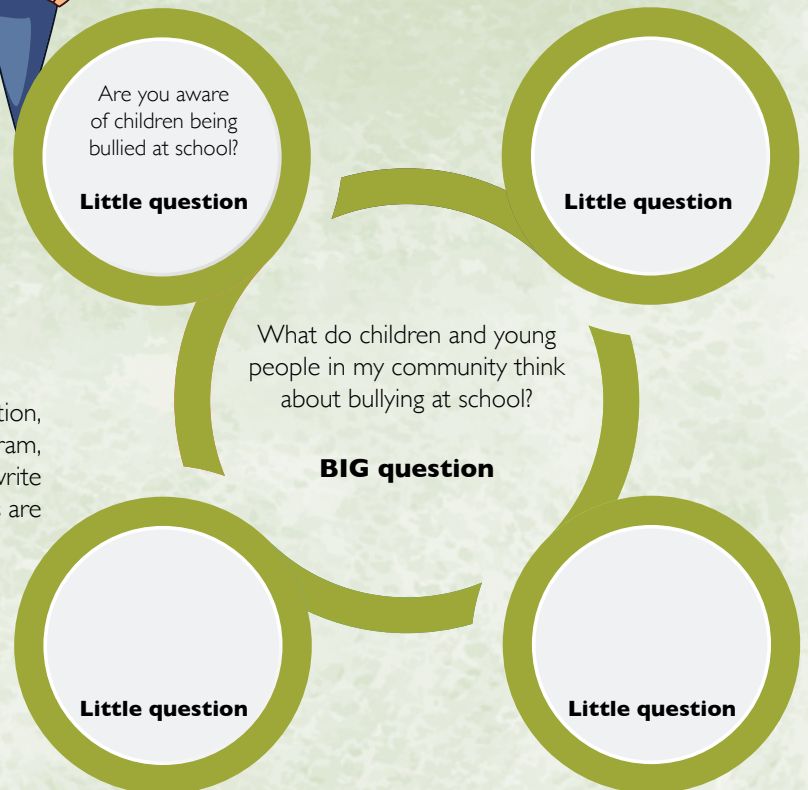 Are you aware
of children being
bullied at school?
Little question
Little question
What do children and young
people in my community think
about bullying at school?
BIG question
are
Little question
Little question